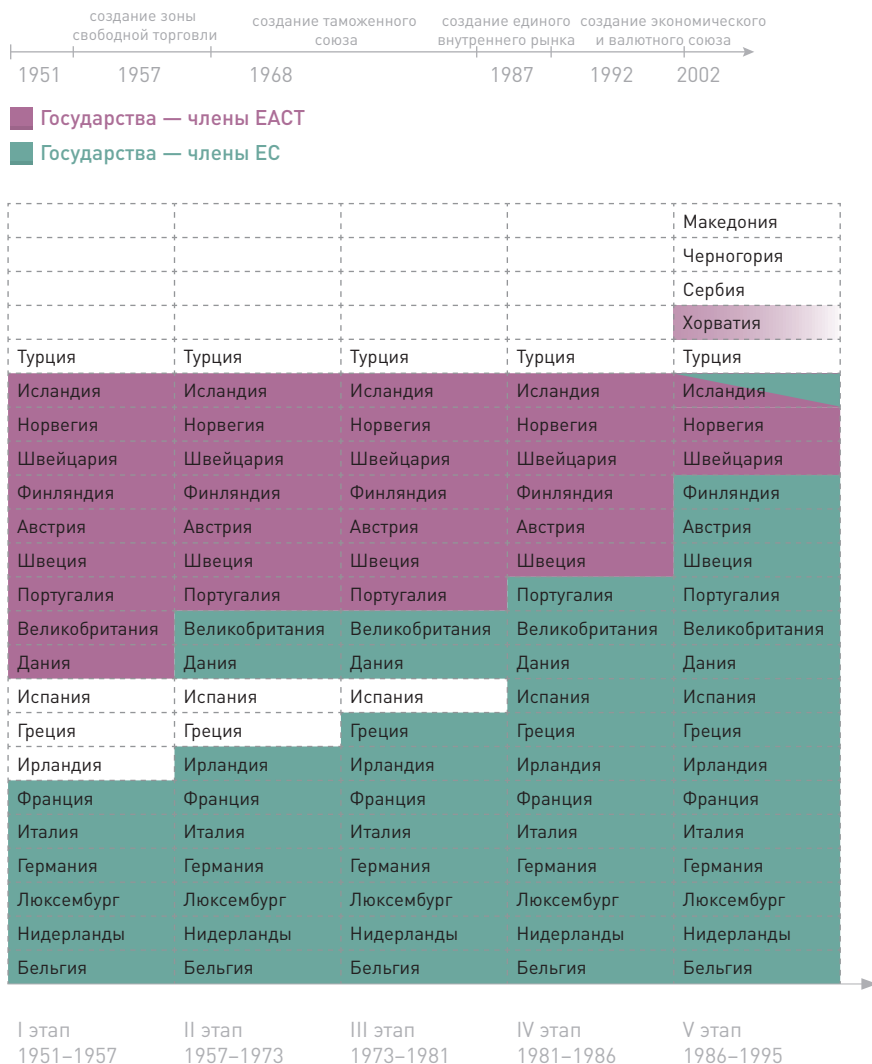 создание зоны
свободной торговли
создание таможенного
союза
создание единого
внутреннего рынка
создание экономического
и валютного союза
1951 1957 1968 1987 1992 2002
Государства — члены ЕАСТ
Государства — члены ЕС
Македония
Черногория
Сербия
Хорватия
Турция Турция Турция Турция Турция
Исландия Исландия Исландия Исландия Исландия
Норвегия Норвегия Норвегия Норвегия Норвегия
Швейцария Швейцария Швейцария Швейцария Швейцария
Финляндия Финляндия Финляндия Финляндия Финляндия
Австрия Австрия Австрия Австрия Австрия
Швеция Швеция Швеция Швеция Швеция
Португалия Португалия Португалия Португалия Португалия
Великобритания Великобритания Великобритания Великобритания Великобритания
Дания Дания Дания Дания Дания
Испания Испания Испания Испания Испания
Греция Греция Греция Греция Греция
Ирландия Ирландия Ирландия Ирландия Ирландия
Франция Франция Франция Франция Франция
Италия Италия Италия Италия Италия
Германия Германия Германия Германия Германия
Люксембург Люксембург Люксембург Люксембург Люксембург
Нидерланды Нидерланды Нидерланды Нидерланды Нидерланды
Бельгия Бельгия Бельгия Бельгия Бельгия
I этап II этап III этап IV этап V этап
1951–1957 1957–1973 1973–1981 1981–1986 1986–1995